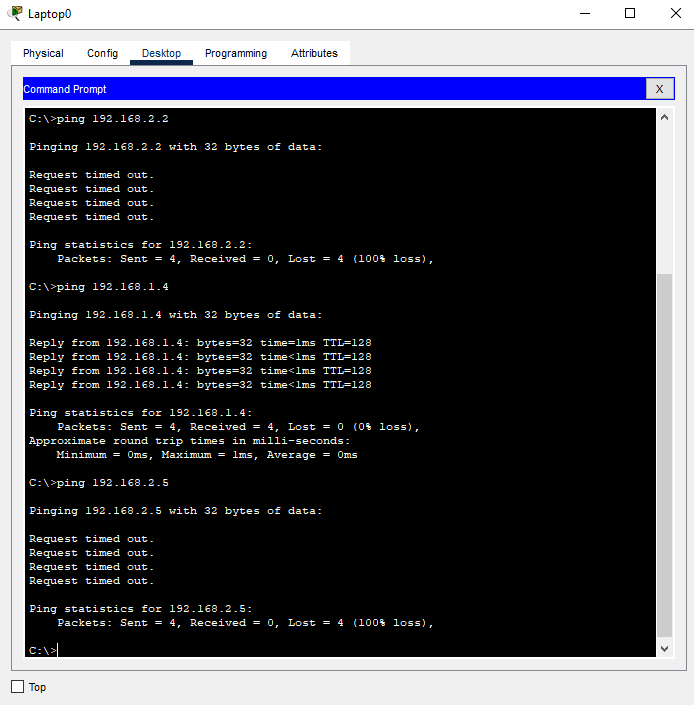 Laptop0
Physical Config Desktop Programming Attributes
Command Prompt X
C:\>ping 192.168.2.2
Pinging 192.168.2.2 with 32 bytes of data:
Request timed out.
Request timed out.
Request timed out.
Request timed out.
Ping statistics for 192.168.2.2:
    Packets: Sent = 4, Received = 0, Lost = 4 (100% loss),
C:\>ping 192.168.1.4
Pinging 192.168.1.4 with 32 bytes of data:
Reply from 192.168.1.4: bytes=32 time=1ms TTL=128
Reply from 192.168.1.4: bytes=32 time<1ms TTL=128
Reply from 192.168.1.4: bytes=32 time<1ms TTL=128
Reply from 192.168.1.4: bytes=32 time<1ms TTL=128
Ping statistics for 192.168.1.4:
    Packets: Sent = 4, Received = 4, Lost = 0 (0% loss),
Approximate round trip times in milli-seconds:
    Minimum = 0ms, Maximum = 1ms, Average = 0ms
C:\>ping 192.168.2.5
Pinging 192.168.2.5 with 32 bytes of data:
Request timed out.
Request timed out.
Request timed out.
Request timed out.
Ping statistics for 192.168.2.5:
    Packets: Sent = 4, Received = 0, Lost = 4 (100% loss),
C:\>
Top